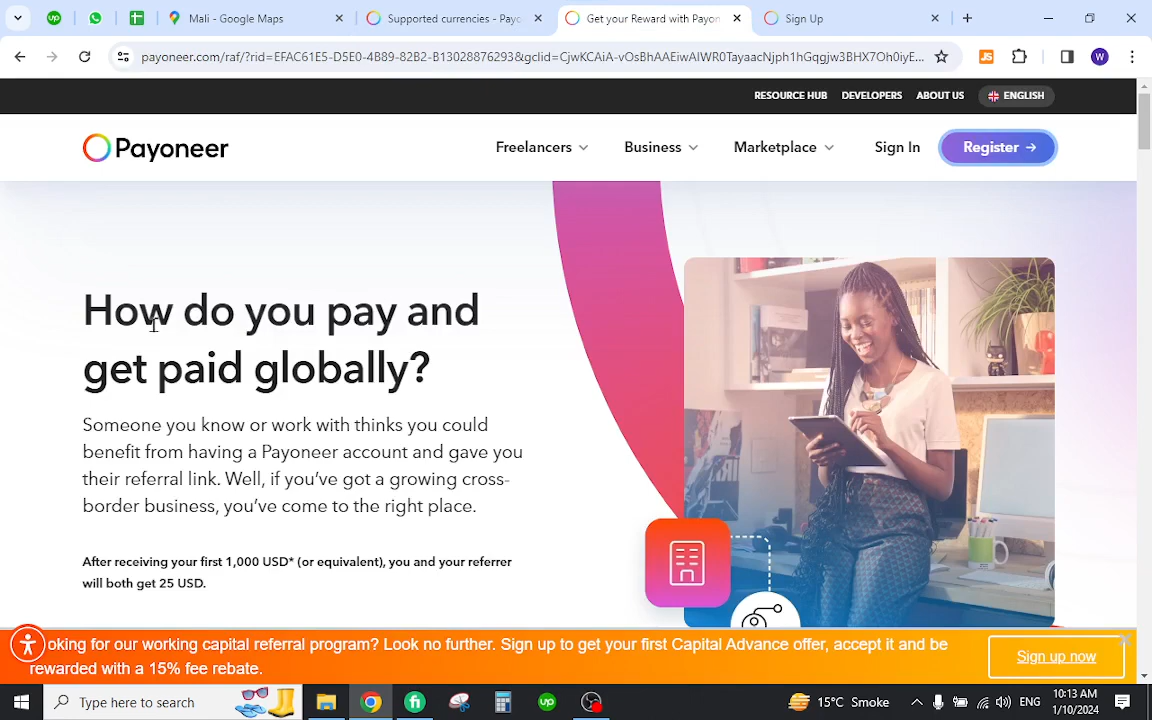 Mali - Google Maps
Supported currencies - Payo
Get your Reward with Payon
Sign Up
payoneer.com/raf/?rid=EFAC61E5-D5E0-4B89-82B2-B13028876293&gclid=CjwKCAiA-vOsBhAAEiwAIWR0TayaacNjph1hGqgjw3BHX7Oh0iyE...
JS
W
RESOURCE HUB
DEVELOPERS
ABOUT US
ENGLISH
Payoneer
Freelancers
Business
Marketplace
Sign In
Register →
How do you pay and
get paid globally?
Someone you know or work with thinks you could
benefit from having a Payoneer account and gave you
their referral link. Well, if you've got a growing cross-
border business, you've come to the right place.
After receiving your first 1,000 USD* (or equivalent), you and your referrer
will both get 25 USD.
oking for our working capital referral program? Look no further. Sign up to get your first Capital Advance offer, accept it and be
rewarded with a 15% fee rebate.
Sign up now
Type here to search
15°C Smoke
ENG
10:13 AM
1/10/2024